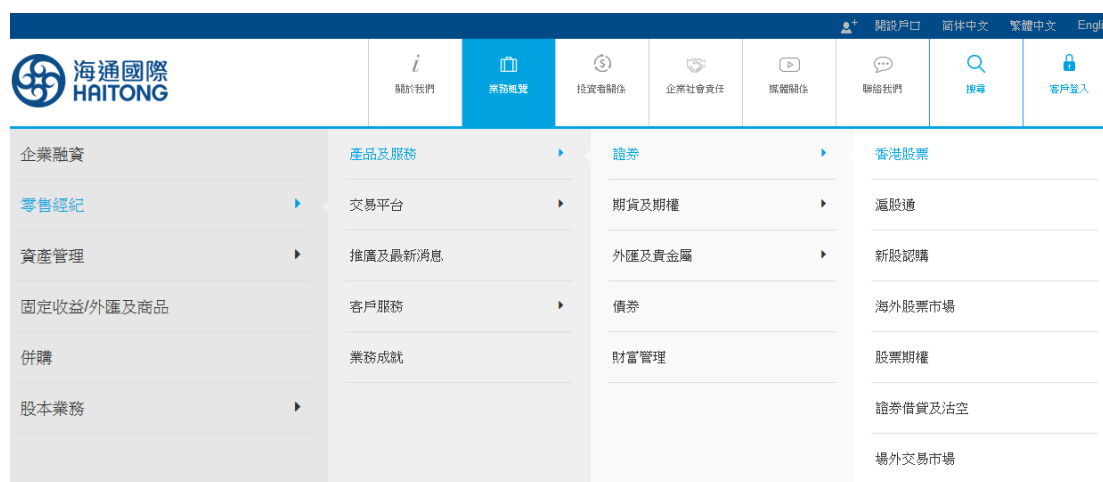 開設戶口 简体中文 繁體中文 Engli
海通國際
HAITONG
關於我們 業務概覽 投資者關係 企業社會責任 媒體關係 聯絡我們 搜尋 客戶登入
企業融資 產品及服務 證券 香港股票
零售經紀 交易平台 期貨及期權 滬股通
資產管理 推廣及最新消息 外匯及貴金屬 新股認購
固定收益/外匯及商品 客戶服務 債券 海外股票市場
併購 業務成就 財富管理 股票期權
股本業務 證券借貸及沽空
場外交易市場